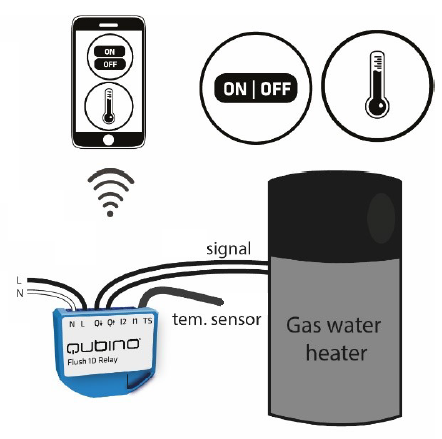 ON
OFF
ON | OFF
signal
L
N
tem. sensor
N L Q↓ Q↑ I2 I1 TS
QUBINO
Flush 1D Relay
Gas water
heater